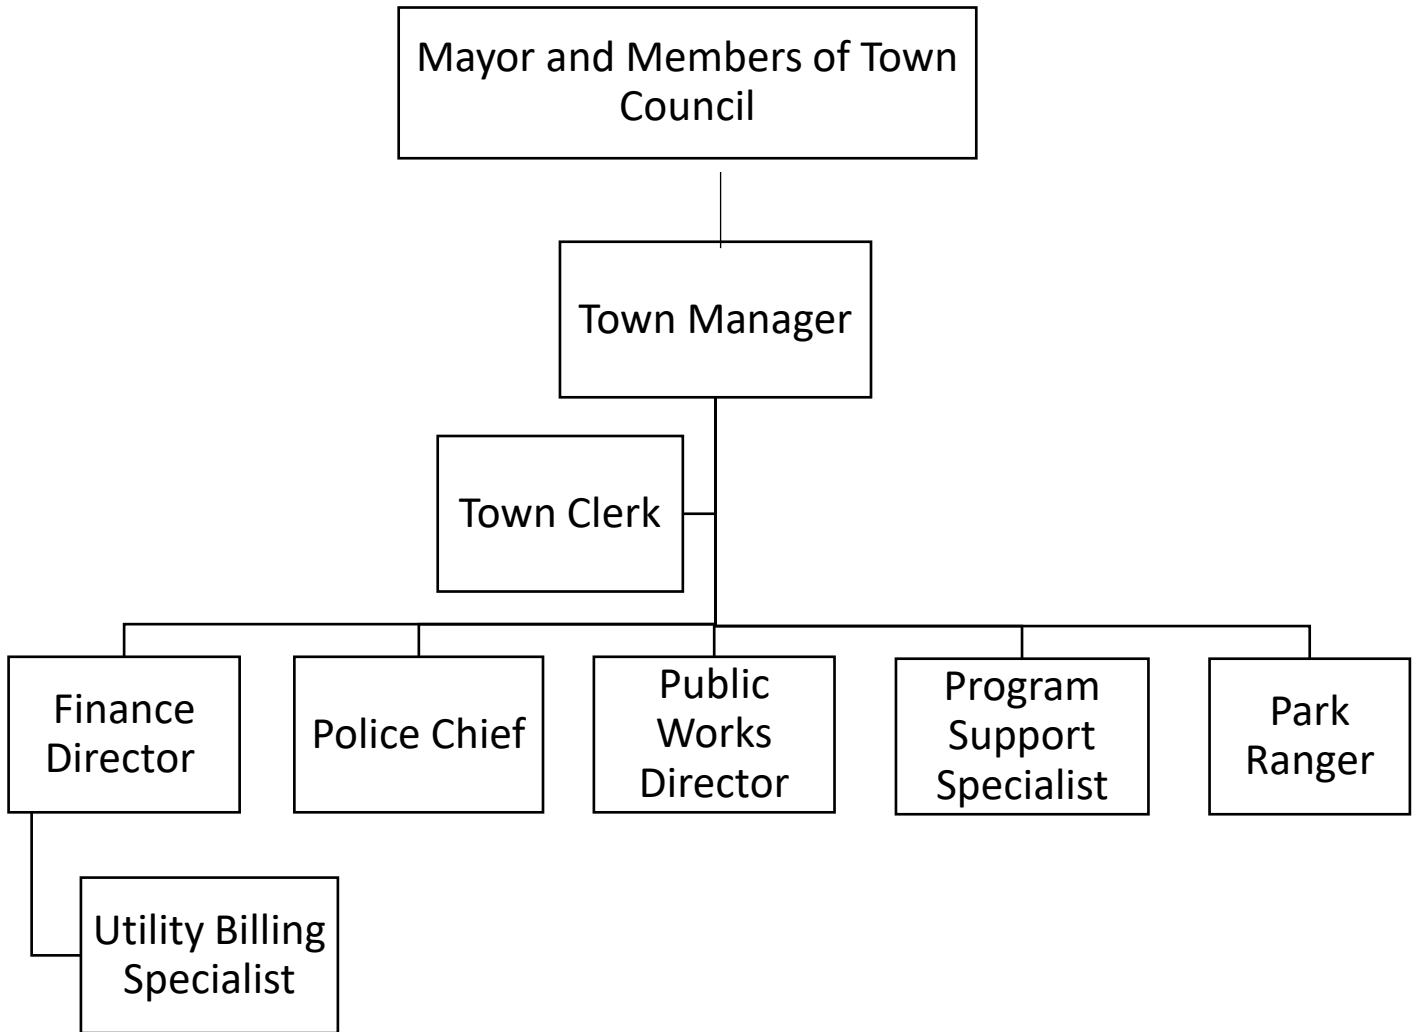 Mayor and Members of Town
Council
Town Manager
Town Clerk
Finance
Director
Police Chief
Public
Works
Director
Program
Support
Specialist
Park
Ranger
Utility Billing
Specialist